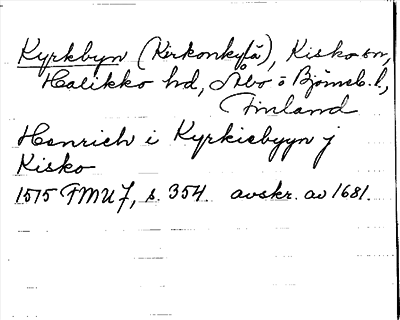 Kyrkbyn (Kirkonkylä), Kisko sn,
Halikko hd, Åbo o Björneb. l,
Finland
Henrich i Kyrkiebyyn j
Kisko
1515 FMU 7, s. 354. avskr. av 1681.